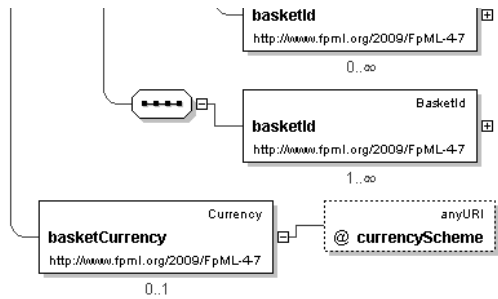 basketId
http://www.fpml.org/2009/FpML-4-7
0..∞
BasketId
basketId
http://www.fpml.org/2009/FpML-4-7
1..∞
Currency
basketCurrency
http://www.fpml.org/2009/FpML-4-7
0..1
anyURI
@ currencyScheme